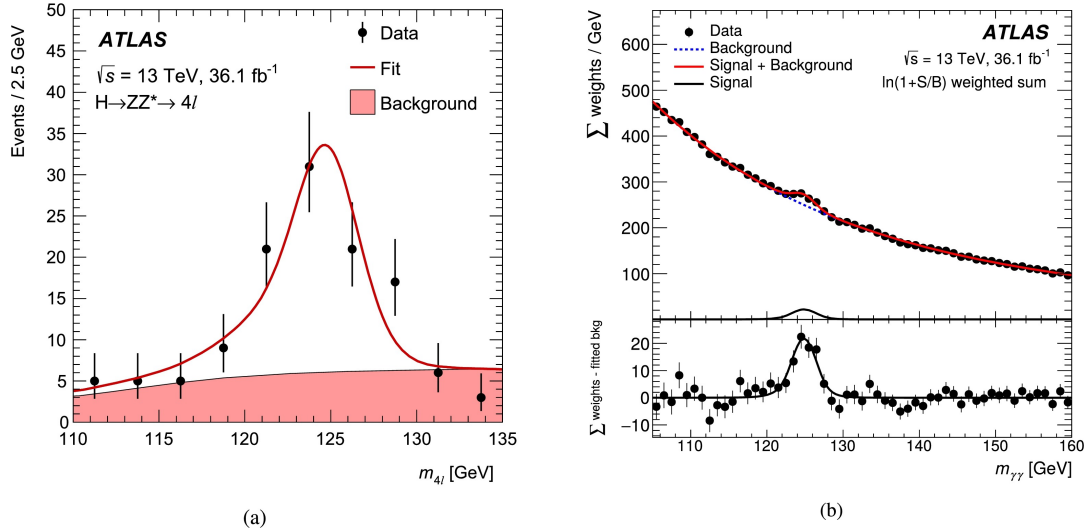 50
45
40
35
30
25
20
15
10
5
0
Events / 2.5 GeV
ATLAS
√s = 13 TeV, 36.1 fb⁻¹
H→ZZ*→ 4l
Data
Fit
Background
110 115 120 125 130 135
m₄ₗ [GeV]
(a)
600
500
400
300
200
100
Σ weights / GeV
Data
Background
Signal + Background
Signal
ATLAS
√s = 13 TeV, 36.1 fb⁻¹
ln(1+S/B) weighted sum
20
10
0
−10
Σ weights - fitted bkg
110 120 130 140 150 160
mγγ [GeV]
(b)